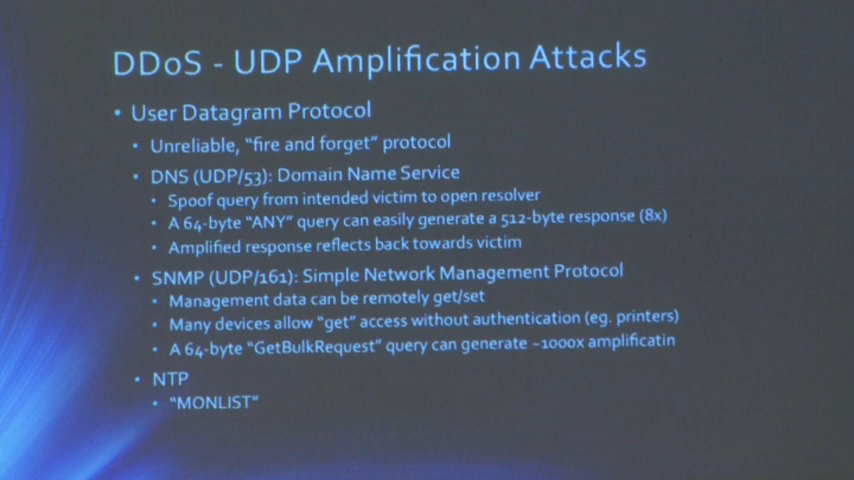 DDoS - UDP Amplification Attacks
• User Datagram Protocol
• Unreliable, "fire and forget" protocol
• DNS (UDP/53): Domain Name Service
• Spoof query from intended victim to open resolver
• A 64-byte "ANY" query can easily generate a 512-byte response (8x)
• Amplified response reflects back towards victim
• SNMP (UDP/161): Simple Network Management Protocol
• Management data can be remotely get/set
• Many devices allow "get" access without authentication (eg. printers)
• A 64-byte "GetBulkRequest" query can generate ~1000x amplificatin
• NTP
• "MONLIST"